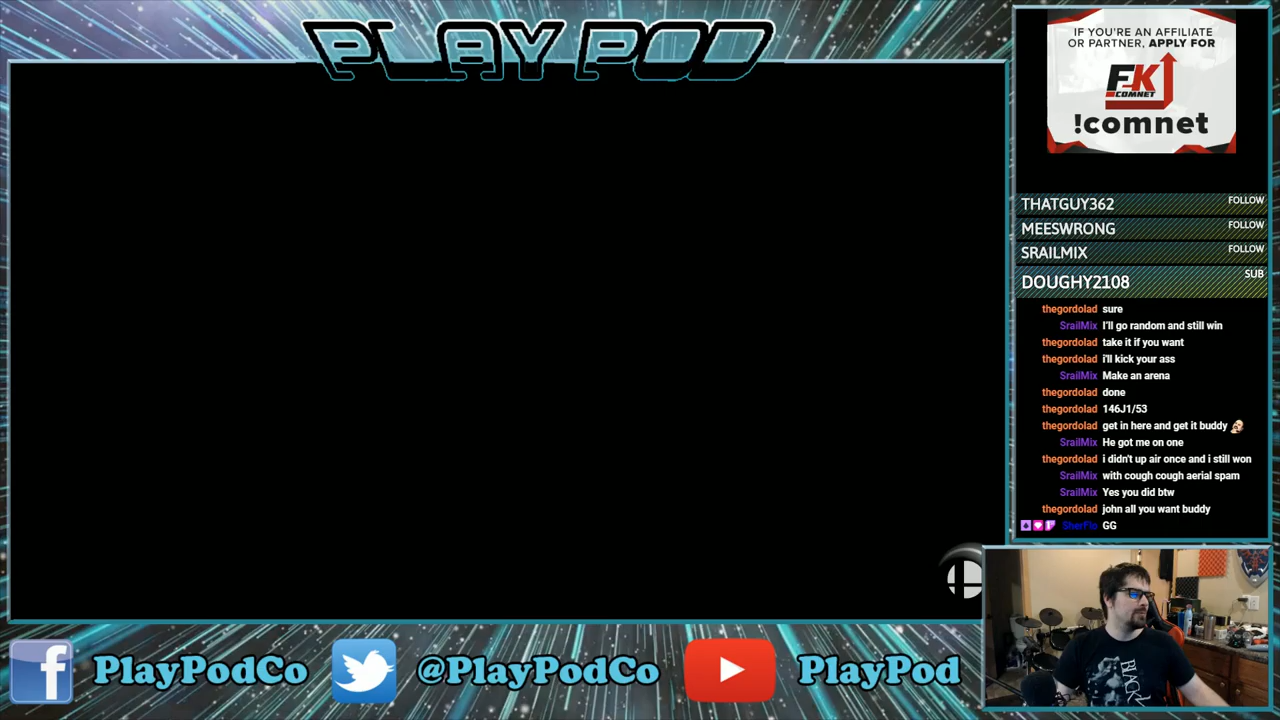 PLAY POD
IF YOU'RE AN AFFILIATE
OR PARTNER, APPLY FOR
F2K
COMNET
!comnet
THATGUY362 FOLLOW
MEESWRONG FOLLOW
SRAILMIX FOLLOW
DOUGHY2108 SUB
thegordolad sure
SrailMix I'll go random and still win
thegordolad take it if you want
thegordolad i'll kick your ass
SrailMix Make an arena
thegordolad done
thegordolad 146J1/53
thegordolad get in here and get it buddy
SrailMix He got me on one
thegordolad i didn't up air once and i still won
SrailMix with cough cough aerial spam
SrailMix Yes you did btw
thegordolad john all you want buddy
SherFlo GG
BLACK
f PlayPodCo @PlayPodCo PlayPod